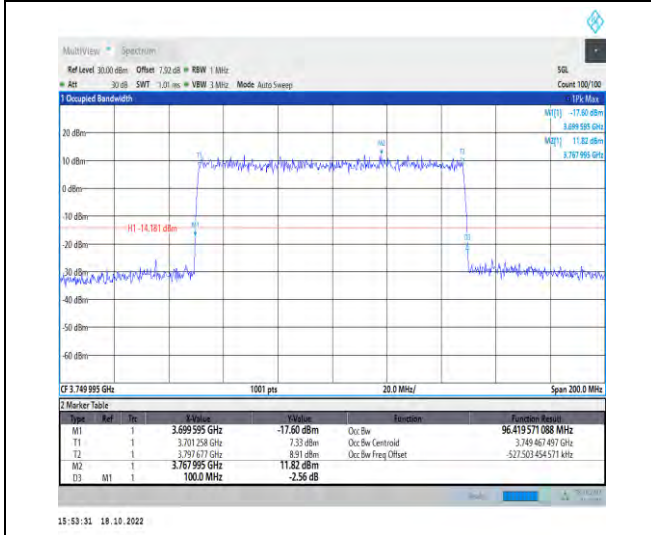 MultiView Spectrum
Ref Level 30.00 dBm Offset 7.92 dB RBW 1 MHz SGL
Att 30 dB SWT 1.01 ms VBW 3 MHz Mode Auto Sweep Count 100/100
1 Occupied Bandwidth 1Pk Max
M1[1] -17.60 dBm
3.699 595 GHz
20 dBm M2[1] 11.82 dBm
3.767 995 GHz
M2
T1 T2
10 dBm
0 dBm
-10 dBm
H1 -14.181 dBm M1
-20 dBm D3
-30 dBm
-40 dBm
-50 dBm
-60 dBm
CF 3.749 995 GHz 1001 pts 20.0 MHz/ Span 200.0 MHz
2 Marker Table
Type Ref Trc X-Value Y-Value Function Function Result
M1 1 3.699 595 GHz -17.60 dBm Occ Bw 96.419 571 088 MHz
T1 1 3.701 258 GHz 7.33 dBm Occ Bw Centroid 3.749 467 497 GHz
T2 1 3.797 677 GHz 8.91 dBm Occ Bw Freq Offset -527.503 454 571 kHz
M2 1 3.767 995 GHz 11.82 dBm
D3 M1 1 100.0 MHz -2.56 dB
15:53:31 18.10.2022